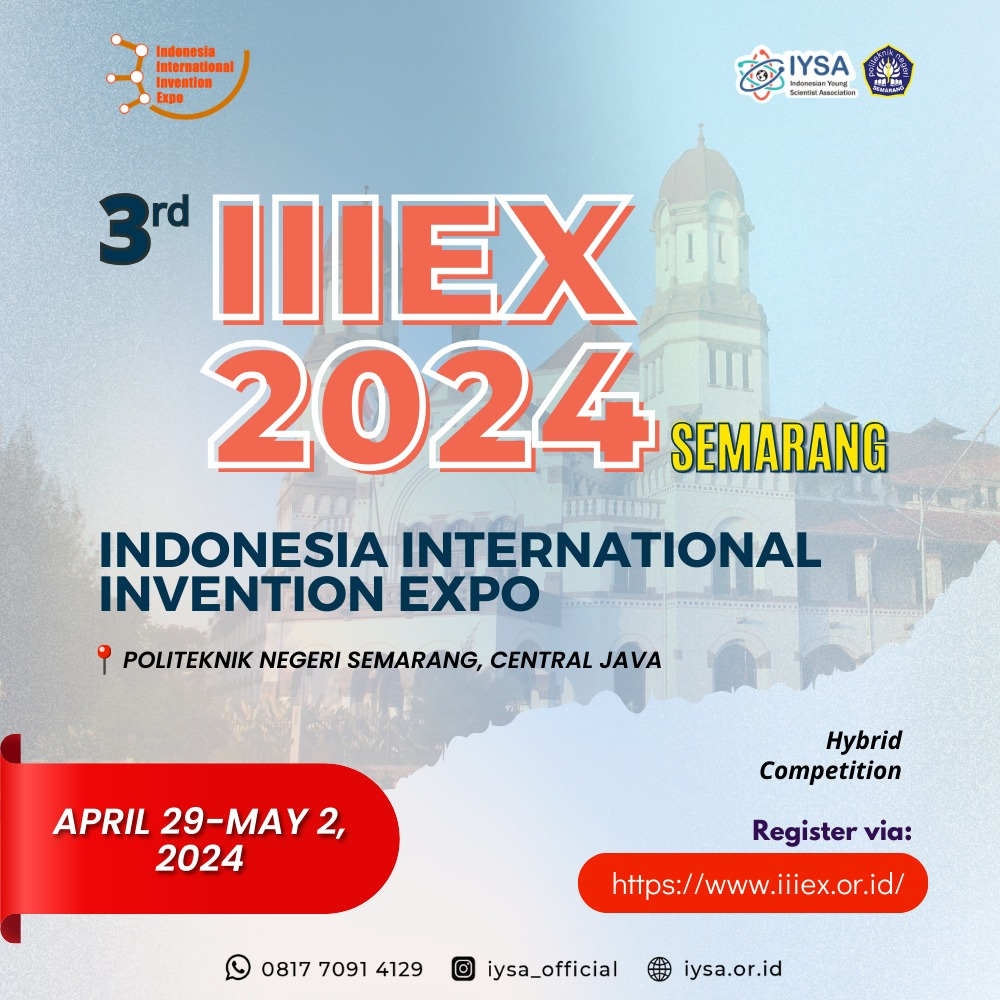 Indonesia
International
Invention
Expo
IYSA
Indonesian Young
Scientist Association
politeknik negeri
SEMARANG
3rd
IIIEX
2024
SEMARANG
INDONESIA INTERNATIONAL
INVENTION EXPO
POLITEKNIK NEGERI SEMARANG, CENTRAL JAVA
Hybrid
Competition
APRIL 29-MAY 2,
2024
Register via:
https://www.iiiex.or.id/
0817 7091 4129 iysa_official iysa.or.id